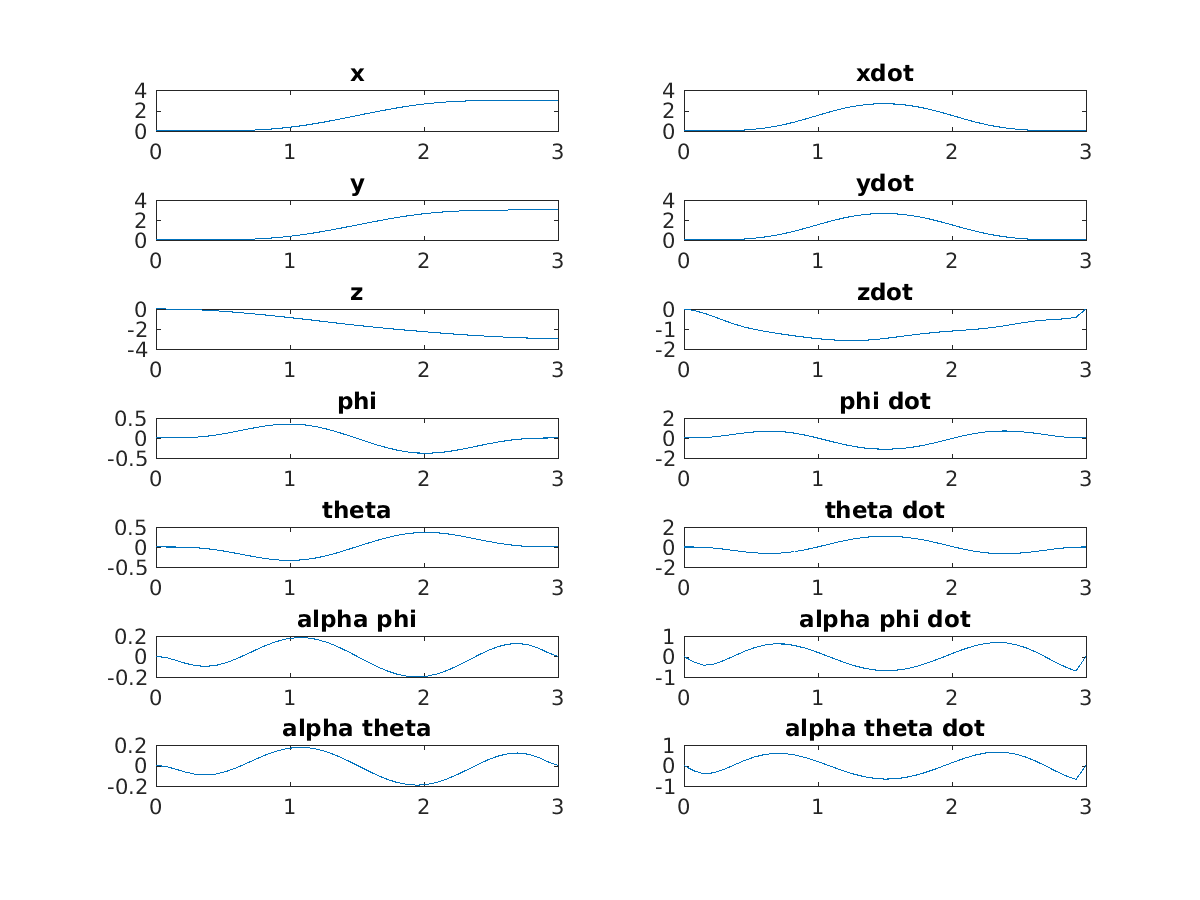 x xdot
4 4
2 2
0 0
0 1 2 3 0 1 2 3
y ydot
4 4
2 2
0 0
0 1 2 3 0 1 2 3
z zdot
0 0
-2 -1
-4 -2
0 1 2 3 0 1 2 3
phi phi dot
0.5 2
0 0
-0.5 -2
0 1 2 3 0 1 2 3
theta theta dot
0.5 2
0 0
-0.5 -2
0 1 2 3 0 1 2 3
alpha phi alpha phi dot
0.2 1
0 0
-0.2 -1
0 1 2 3 0 1 2 3
alpha theta alpha theta dot
0.2 1
0 0
-0.2 -1
0 1 2 3 0 1 2 3